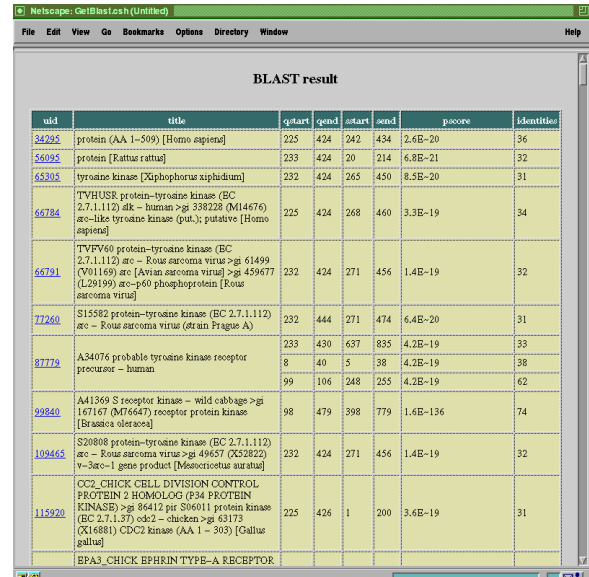 Netscape: GetBlast.csh (Untitled)
File Edit View Go Bookmarks Options Directory Window Help
BLAST result
uid title qstart qend sstart send pscore identities
34295 protein (AA 1-509) [Homo sapiens] 225 424 242 434 2.6E~20 36
56095 protein [Rattus rattus] 233 424 20 214 6.8E~21 32
65305 tyrosine kinase [Xiphophorus xiphidium] 232 424 265 450 8.5E~20 31
TVHUSR protein-tyrosine kinase (EC
2.7.1.112) slk - human >gi 338228 (M14676)
src-like tyrosine kinase (put.); putative [Homo
sapiens]
66784 225 424 268 460 3.3E~19 34
TVFV60 protein-tyrosine kinase (EC
2.7.1.112) src - Rous sarcoma virus >gi 61499
(V01169) src [Avian sarcoma virus] >gi 459677
(L29199) src-p60 phosphoprotein [Rous
sarcoma virus]
66791 232 424 271 456 1.4E~19 32
S15582 protein-tyrosine kinase (EC 2.7.1.112)
src - Rous sarcoma virus (strain Prague A)
77260 232 444 271 474 6.4E~20 31
87779 A34076 probable tyrosine kinase receptor
precursor - human
233 430 637 835 4.2E~19 33
8 40 5 38 4.2E~19 38
99 106 248 255 4.2E~19 62
A41369 S receptor kinase - wild cabbage >gi
167167 (M76647) receptor protein kinase
[Brassica oleracea]
99840 98 479 398 779 1.6E~136 74
S20808 protein-tyrosine kinase (EC 2.7.1.112)
src - Rous sarcoma virus >gi 49657 (X52822)
v-3src-1 gene product [Mesocricetus auratus]
109465 232 424 271 456 1.4E~19 32
CC2_CHICK CELL DIVISION CONTROL
PROTEIN 2 HOMOLOG (P34 PROTEIN
KINASE) >gi 86412 pir S06011 protein kinase
(EC 2.7.1.37) cdc2 - chicken >gi 63173
(X16881) CDC2 kinase (AA 1 - 303) [Gallus
gallus]
115920 225 426 1 200 3.6E~19 31
EPA3_CHICK EPHRIN TYPE-A RECEPTOR